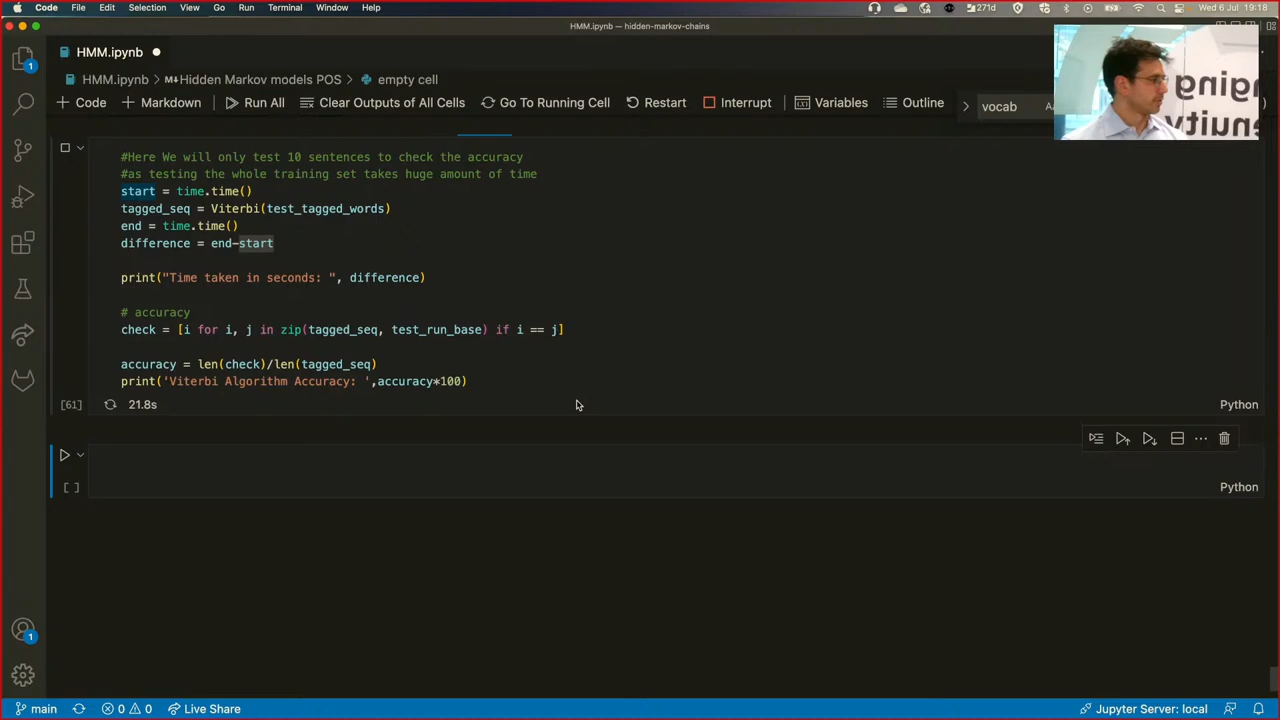 Code File Edit Selection View Go Run Terminal Window Help 271d Wed 6 Jul 19:18
HMM.ipynb — hidden-markov-chains
HMM.ipynb
HMM.ipynb > M↓Hidden Markov models POS > empty cell
+ Code + Markdown Run All Clear Outputs of All Cells Go To Running Cell Restart Interrupt Variables Outline > vocab
nging
enuity
#Here We will only test 10 sentences to check the accuracy
#as testing the whole training set takes huge amount of time
start = time.time()
tagged_seq = Viterbi(test_tagged_words)
end = time.time()
difference = end-start
print("Time taken in seconds: ", difference)
# accuracy
check = [i for i, j in zip(tagged_seq, test_run_base) if i == j]
accuracy = len(check)/len(tagged_seq)
print('Viterbi Algorithm Accuracy: ',accuracy*100)
[61] 21.8s Python
[ ] Python
1
1
main 0 0 Live Share Jupyter Server: local